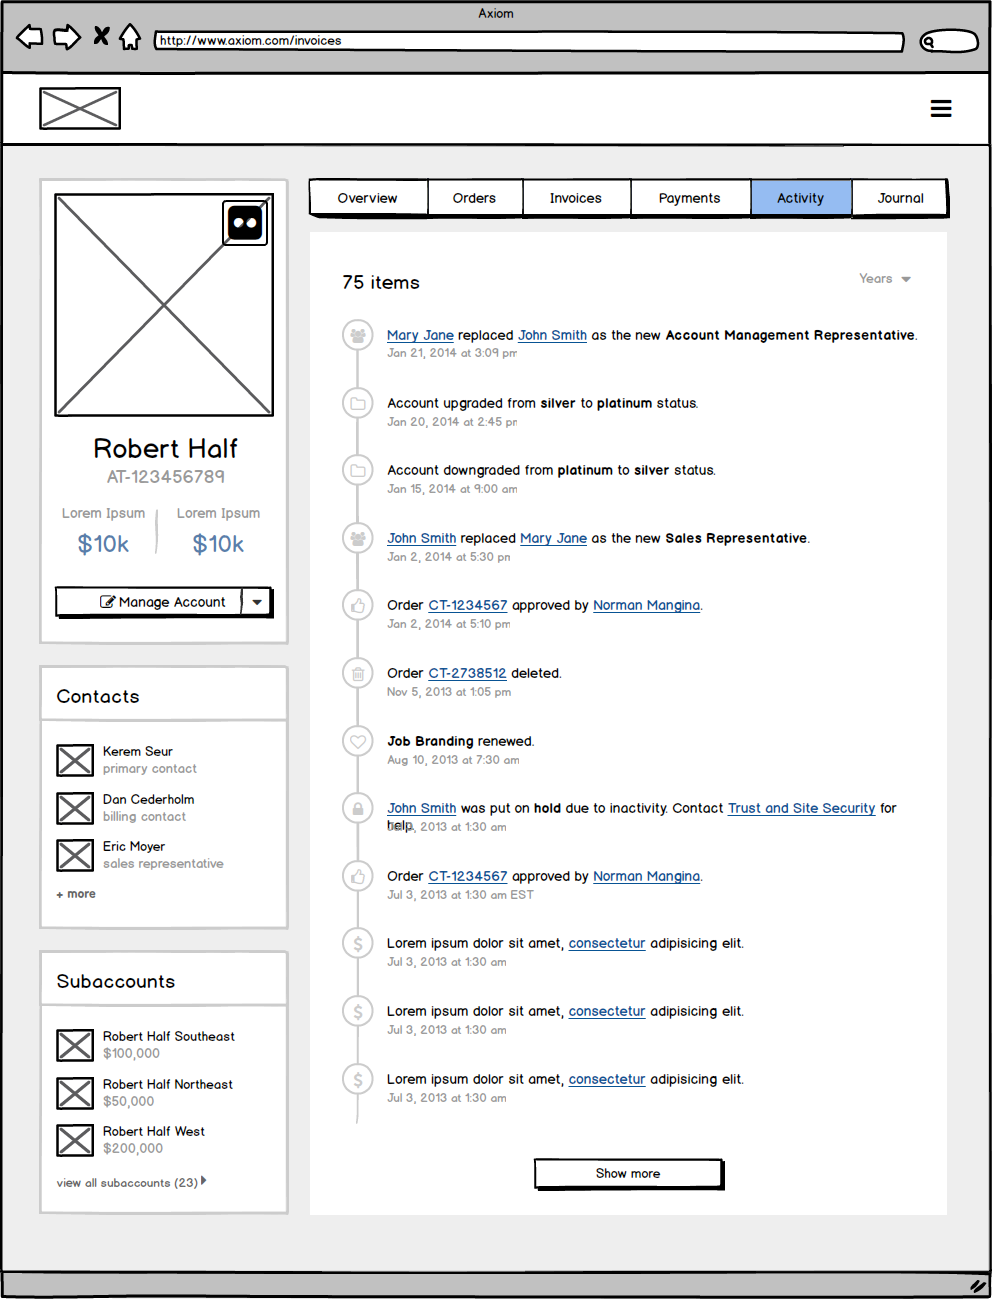 Axiom
http://www.axiom.com/invoices
Overview
Orders
Invoices
Payments
Activity
Journal
Robert Half
AT-123456789
Lorem Ipsum
Lorem Ipsum
$10k
$10k
Manage Account
Contacts
Kerem Seur
primary contact
Dan Cederholm
billing contact
Eric Moyer
sales representative
+ more
Subaccounts
Robert Half Southeast
$100,000
Robert Half Northeast
$50,000
Robert Half West
$200,000
view all subaccounts (23)
75 items
Years
Mary Jane replaced John Smith as the new Account Management Representative.
Jan 21, 2014 at 3:09 pm
Account upgraded from silver to platinum status.
Jan 20, 2014 at 2:45 pm
Account downgraded from platinum to silver status.
Jan 15, 2014 at 9:00 am
John Smith replaced Mary Jane as the new Sales Representative.
Jan 2, 2014 at 5:30 pm
Order CT-1234567 approved by Norman Mangina.
Jan 2, 2014 at 5:10 pm
Order CT-2738512 deleted.
Nov 5, 2013 at 1:05 pm
Job Branding renewed.
Aug 10, 2013 at 7:30 am
John Smith was put on hold due to inactivity. Contact Trust and Site Security for
help.
, 2013 at 1:30 am
Order CT-1234567 approved by Norman Mangina.
Jul 3, 2013 at 1:30 am EST
Lorem ipsum dolor sit amet, consectetur adipisicing elit.
Jul 3, 2013 at 1:30 am
Lorem ipsum dolor sit amet, consectetur adipisicing elit.
Jul 3, 2013 at 1:30 am
Lorem ipsum dolor sit amet, consectetur adipisicing elit.
Jul 3, 2013 at 1:30 am
Show more